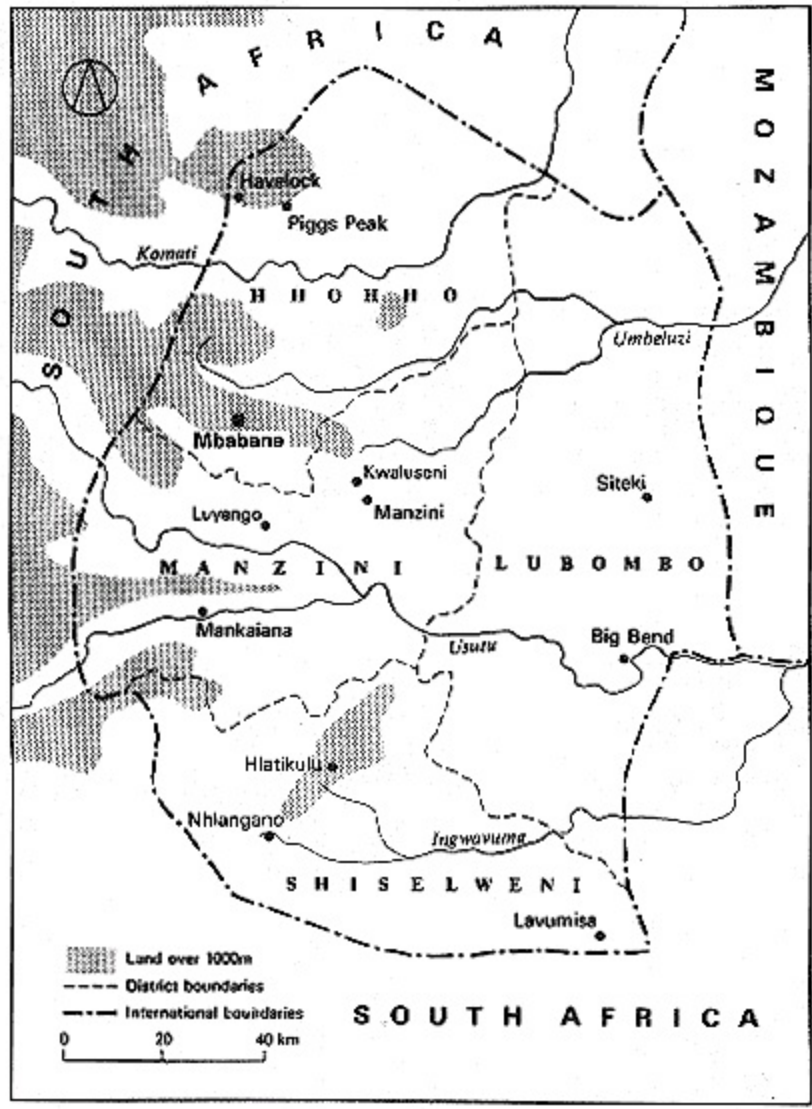 SOUTH AFRICA
MOZAMBIQUE
Havelock
Piggs Peak
Komati
HHOHHO
Umbeluzi
Mbabane
Kwaluseni
Siteki
Manzini
Luyengo
MANZINI
LUBOMBO
Mankaiana
Usutu
Big Bend
Hlatikulu
Nhlangano
Ingwavuma
SHISELWENI
Lavumisa
Land over 1000m
District boundaries
International boundaries
SOUTH AFRICA
0 20 40 km